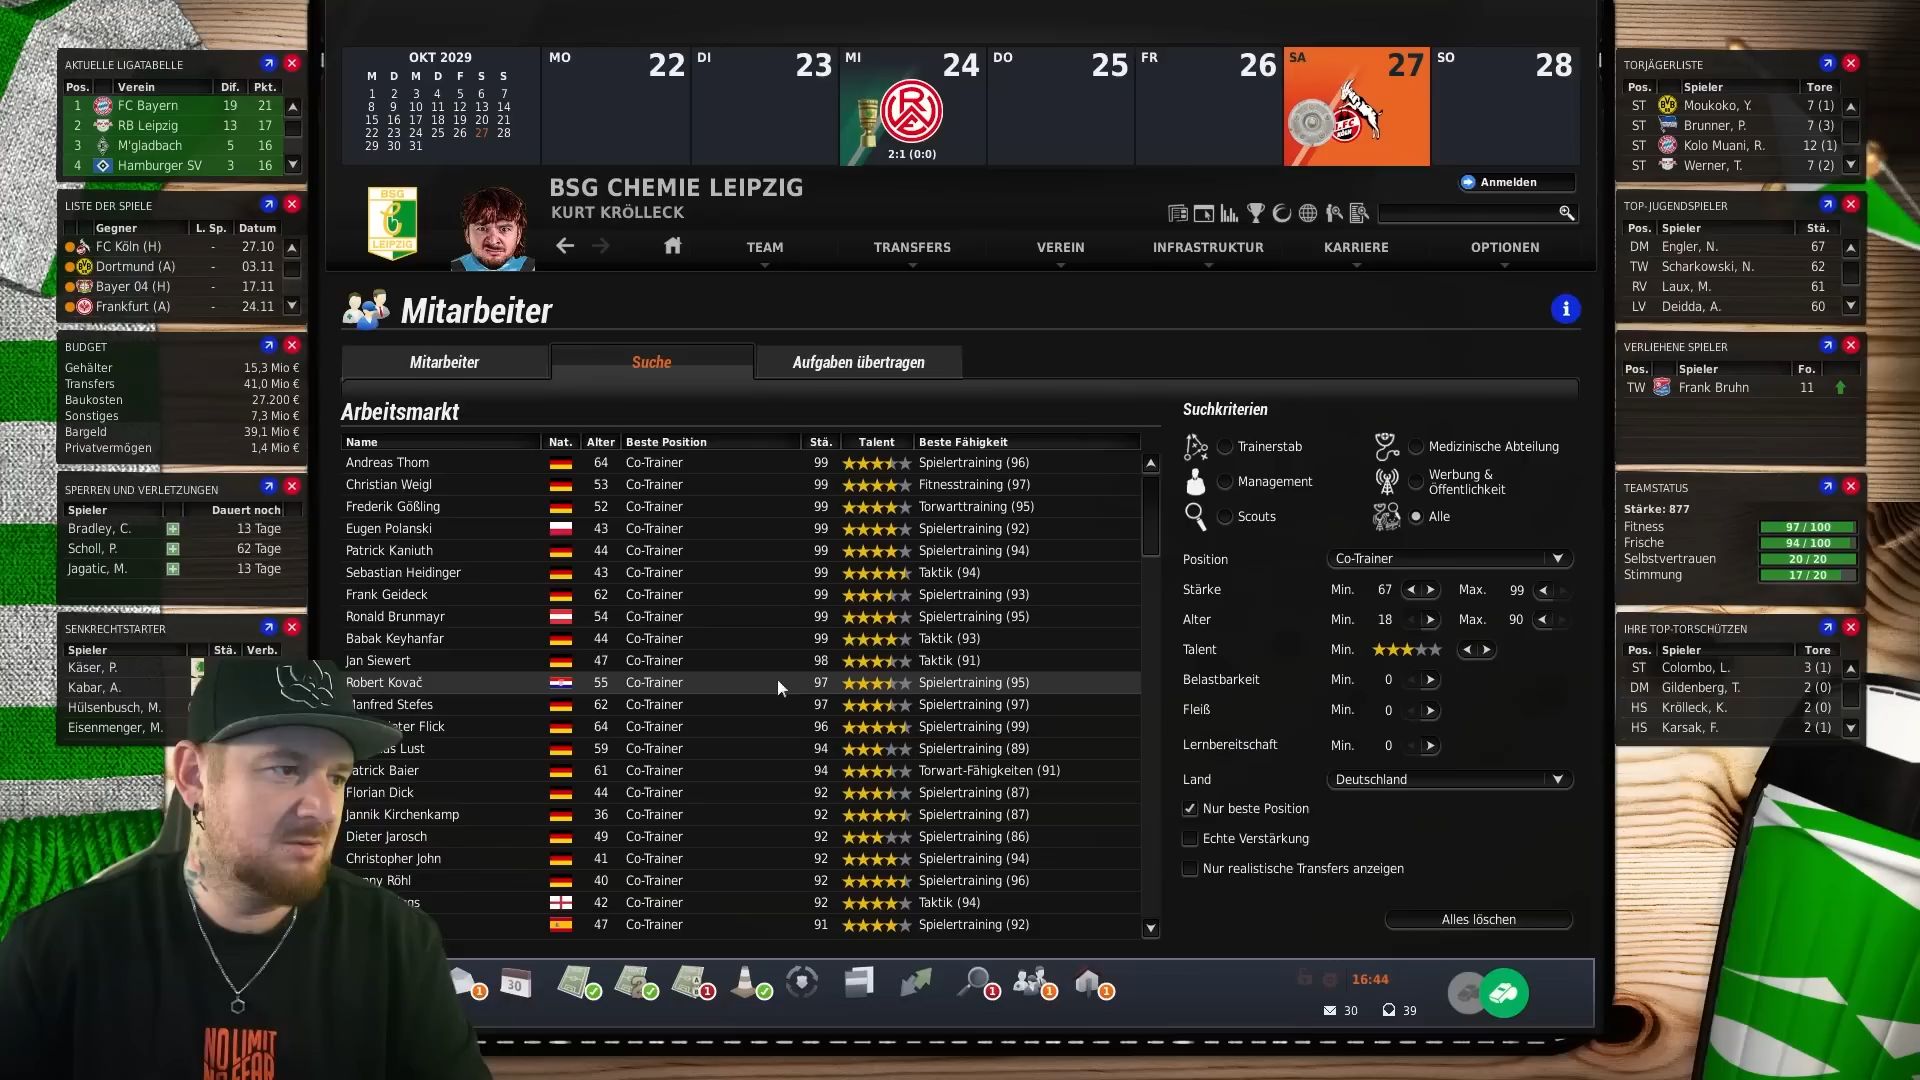 AKTUELLE LIGATABELLE
Pos. Verein Dif. Pkt.
1 FC Bayern 19 21
2 RB Leipzig 13 17
3 M'gladbach 5 16
4 Hamburger SV 3 16
LISTE DER SPIELE
Gegner L. Sp. Datum
FC Köln (H) - 27.10
Dortmund (A) - 03.11
Bayer 04 (H) - 17.11
Frankfurt (A) - 24.11
BUDGET
Gehälter 15,3 Mio €
Transfers 41,0 Mio €
Baukosten 27.200 €
Sonstiges 7,3 Mio €
Bargeld 39,1 Mio €
Privatvermögen 1,4 Mio €
SPERREN UND VERLETZUNGEN
Spieler Dauert noch
Bradley, C. 13 Tage
Scholl, P. 62 Tage
Jagatic, M. 13 Tage
SENKRECHTSTARTER
Spieler Stä. Verb.
Käser, P.
Kabar, A.
Hülsenbusch, M.
Eisenmenger, M.
OKT 2029
M D M D F S S
1 2 3 4 5 6 7
8 9 10 11 12 13 14
15 16 17 18 19 20 21
22 23 24 25 26 27 28
29 30 31
MO 22
DI 23
MI 24
2:1 (0:0)
DO 25
FR 26
SA 27
1.FC KÖLN
SO 28
BSG
LEIPZIG
BSG CHEMIE LEIPZIG
KURT KRÖLLECK
Anmelden
TEAM TRANSFERS VEREIN INFRASTRUKTUR KARRIERE OPTIONEN
Mitarbeiter
Mitarbeiter Suche Aufgaben übertragen
Arbeitsmarkt
Name Nat. Alter Beste Position Stä. Talent Beste Fähigkeit
Andreas Thom 64 Co-Trainer 99 Spielertraining (96)
Christian Weigl 53 Co-Trainer 99 Fitnesstraining (97)
Frederik Gößling 52 Co-Trainer 99 Torwarttraining (95)
Eugen Polanski 43 Co-Trainer 99 Spielertraining (92)
Patrick Kaniuth 44 Co-Trainer 99 Spielertraining (94)
Sebastian Heidinger 43 Co-Trainer 99 Taktik (94)
Frank Geideck 62 Co-Trainer 99 Spielertraining (93)
Ronald Brunmayr 54 Co-Trainer 99 Spielertraining (95)
Babak Keyhanfar 44 Co-Trainer 99 Taktik (93)
Jan Siewert 47 Co-Trainer 98 Taktik (91)
Robert Kovač 55 Co-Trainer 97 Spielertraining (95)
Manfred Stefes 62 Co-Trainer 97 Spielertraining (97)
Flick 64 Co-Trainer 96 Spielertraining (99)
Lust 59 Co-Trainer 94 Spielertraining (89)
Patrick Baier 61 Co-Trainer 94 Torwart-Fähigkeiten (91)
Florian Dick 44 Co-Trainer 92 Spielertraining (87)
Jannik Kirchenkamp 36 Co-Trainer 92 Spielertraining (87)
Dieter Jarosch 49 Co-Trainer 92 Spielertraining (86)
Christopher John 41 Co-Trainer 92 Spielertraining (94)
Röhl 40 Co-Trainer 92 Spielertraining (96)
42 Co-Trainer 92 Taktik (94)
47 Co-Trainer 91 Spielertraining (92)
Suchkriterien
Trainerstab Medizinische Abteilung
Management Werbung &
Öffentlichkeit
Scouts Alle
Position Co-Trainer
Stärke Min. 67 Max. 99
Alter Min. 18 Max. 90
Talent Min.
Belastbarkeit Min. 0
Fleiß Min. 0
Lernbereitschaft Min. 0
Land Deutschland
Nur beste Position
Echte Verstärkung
Nur realistische Transfers anzeigen
Alles löschen
1 30 1 1 1 1
16:44
30 39
TORJÄGERLISTE
Pos. Spieler Tore
ST Moukoko, Y. 7 (1)
ST Brunner, P. 7 (3)
ST Kolo Muani, R. 12 (1)
ST Werner, T. 7 (2)
TOP-JUGENDSPIELER
Pos. Spieler Stä.
DM Engler, N. 67
TW Scharkowski, N. 62
RV Laux, M. 61
LV Deidda, A. 60
VERLIEHENE SPIELER
Pos. Spieler Fo.
TW Frank Bruhn 11
TEAMSTATUS
Stärke: 877
Fitness 97 / 100
Frische 94 / 100
Selbstvertrauen 20 / 20
Stimmung 17 / 20
IHRE TOP-TORSCHÜTZEN
Pos. Spieler Tore
ST Colombo, L. 3 (1)
DM Gildenberg, T. 2 (0)
HS Krölleck, K. 2 (0)
HS Karsak, F. 2 (1)
NO LIMIT
NO FEAR